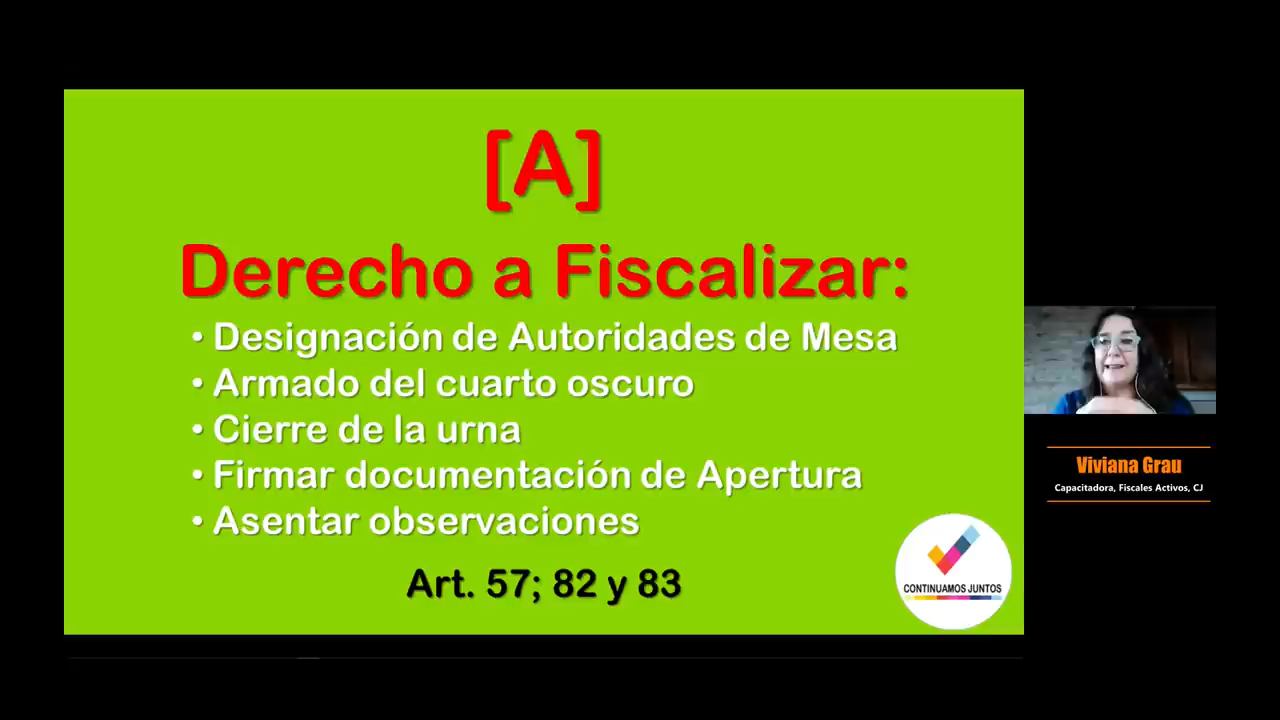 [A]
Derecho a Fiscalizar:
• Designación de Autoridades de Mesa
• Armado del cuarto oscuro
• Cierre de la urna
• Firmar documentación de Apertura
• Asentar observaciones
Art. 57; 82 y 83
CONTINUAMOS JUNTOS
Viviana Grau
Capacitadora, Fiscales Activos, CJ